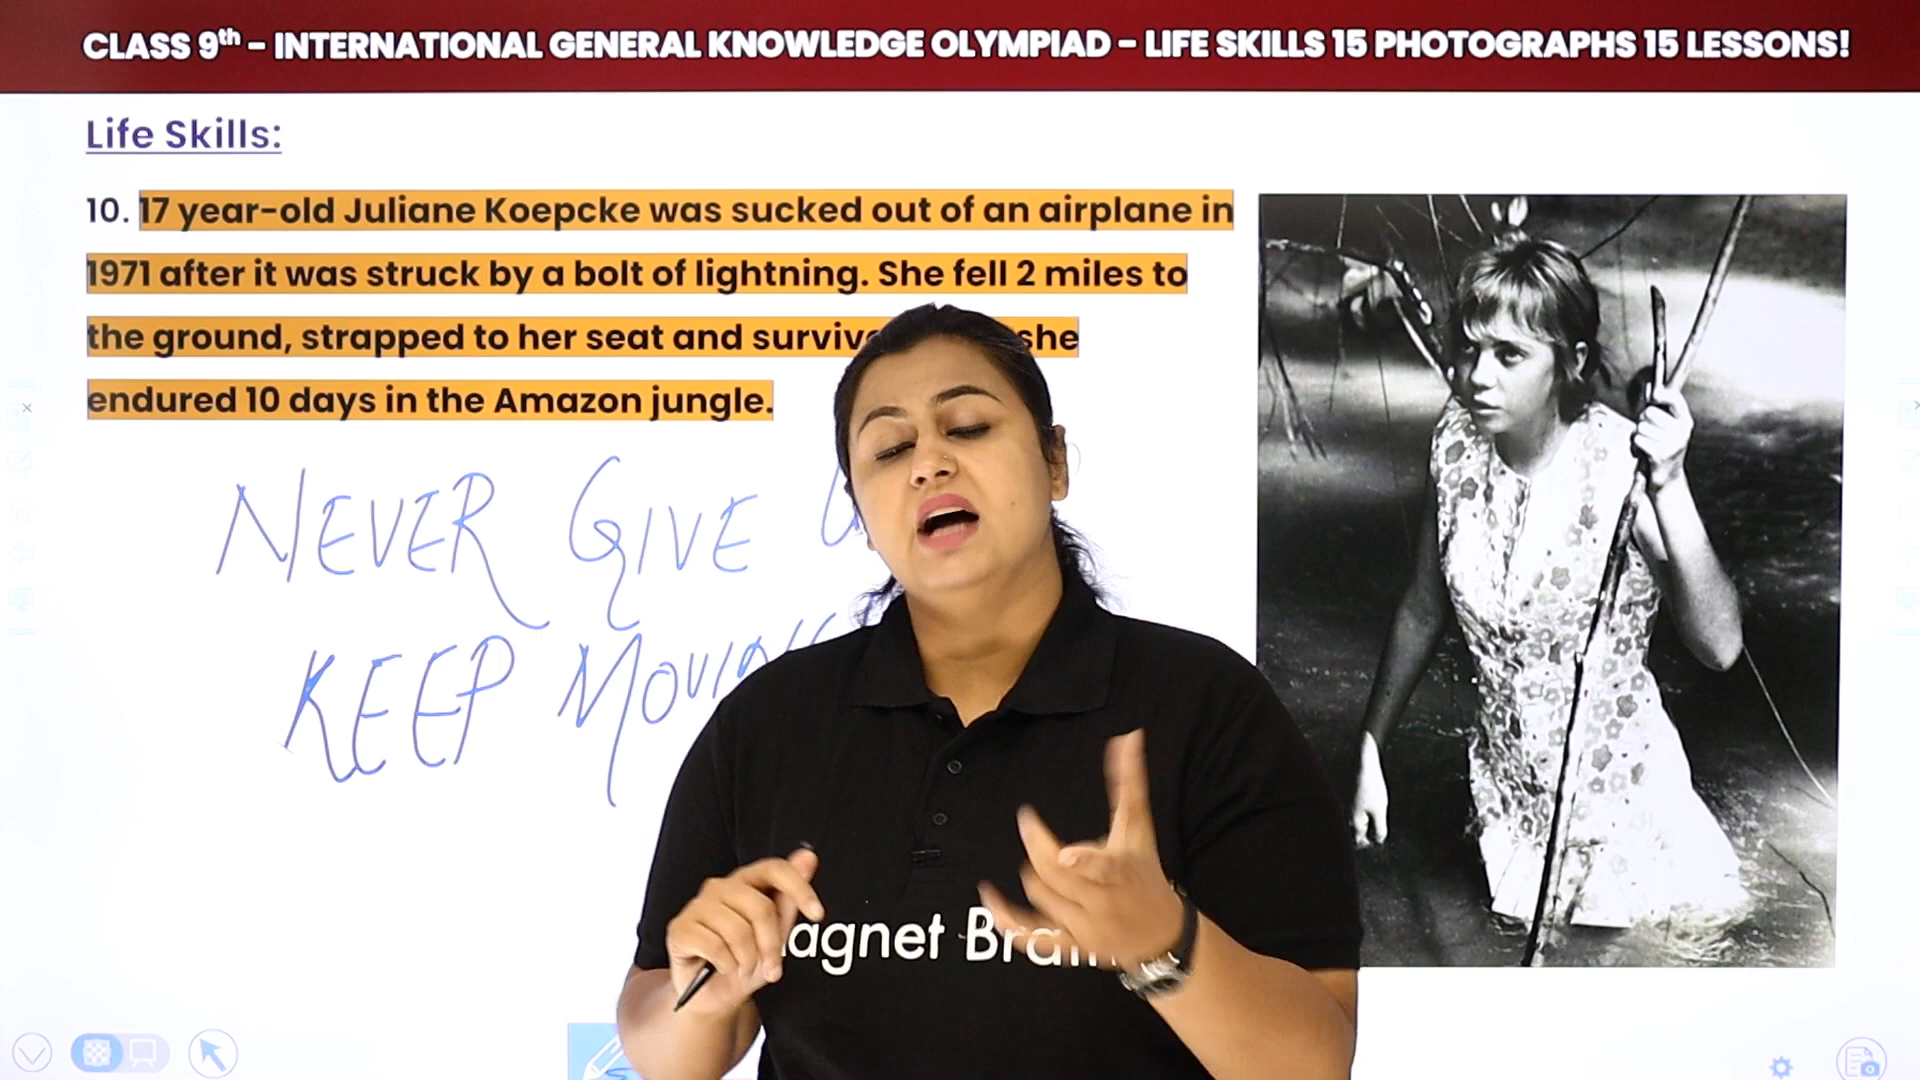 CLASS 9th - INTERNATIONAL GENERAL KNOWLEDGE OLYMPIAD - LIFE SKILLS 15 PHOTOGRAPHS 15 LESSONS!
Life Skills:
10. 17 year-old Juliane Koepcke was sucked out of an airplane in
1971 after it was struck by a bolt of lightning. She fell 2 miles to
the ground, strapped to her seat and surviv she
endured 10 days in the Amazon jungle.
NEVER GIVE U
KEEP MOVING
agnet Brain